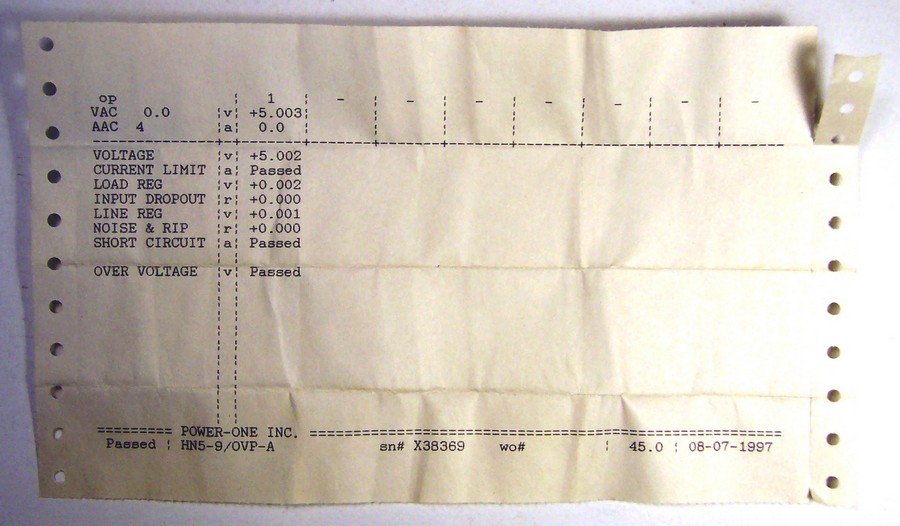 op ¦ ¦ 1 - - - - - - -
VAC 0.0 ¦v¦ +5.003¦ ¦ ¦ ¦ ¦ ¦ ¦
AAC 4 ¦a¦ 0.0 ¦ ¦ ¦ ¦ ¦ ¦ ¦
--------------------------------------------------------------------------------
VOLTAGE ¦v¦ +5.002
CURRENT LIMIT ¦a¦ Passed
LOAD REG ¦v¦ +0.002
INPUT DROPOUT ¦r¦ +0.000
LINE REG ¦v¦ +0.001
NOISE & RIP ¦r¦ +0.000
SHORT CIRCUIT ¦a¦ Passed
OVER VOLTAGE ¦v¦ Passed
========== POWER-ONE INC. =======================================================
Passed ¦ HN5-9/OVP-A sn# X38369 wo# ¦ 45.0 ¦ 08-07-1997